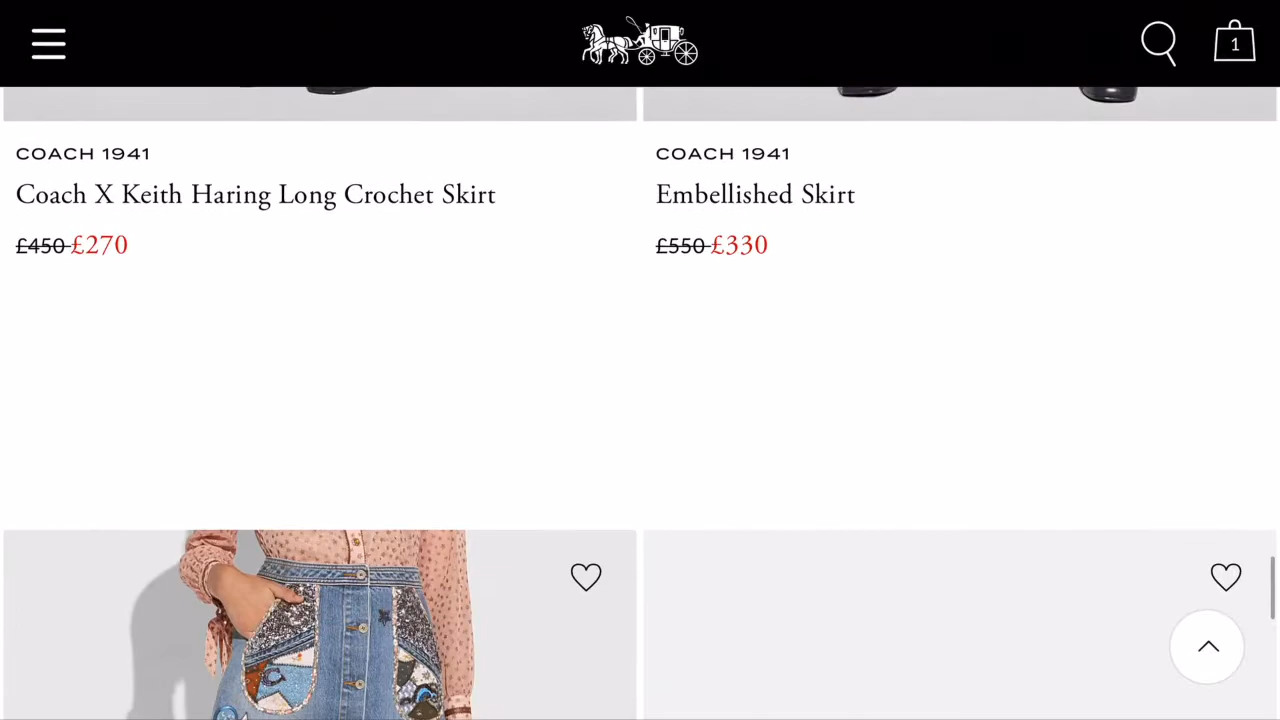 1
COACH 1941
Coach X Keith Haring Long Crochet Skirt
£450 £270
COACH 1941
Embellished Skirt
£550 £330